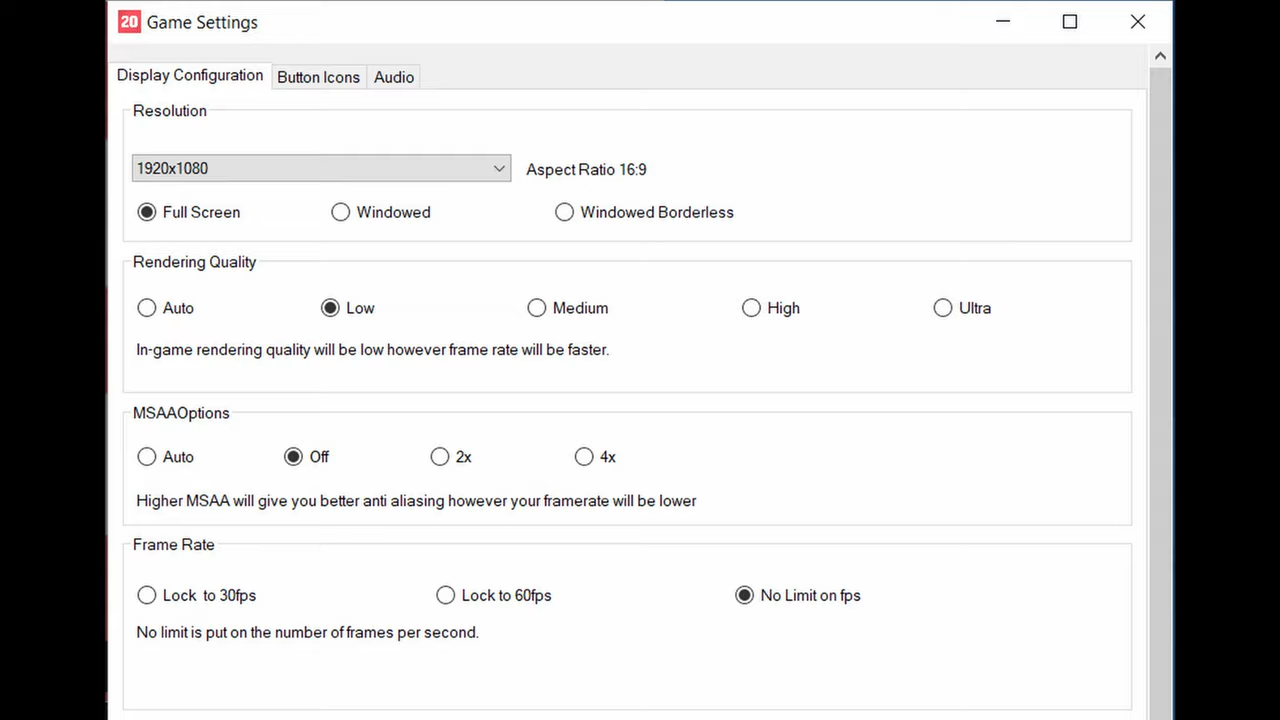 20 Game Settings
Display Configuration Button Icons Audio
Resolution
1920x1080 Aspect Ratio 16:9
Full Screen Windowed Windowed Borderless
Rendering Quality
Auto Low Medium High Ultra
In-game rendering quality will be low however frame rate will be faster.
MSAAOptions
Auto Off 2x 4x
Higher MSAA will give you better anti aliasing however your framerate will be lower
Frame Rate
Lock to 30fps Lock to 60fps No Limit on fps
No limit is put on the number of frames per second.